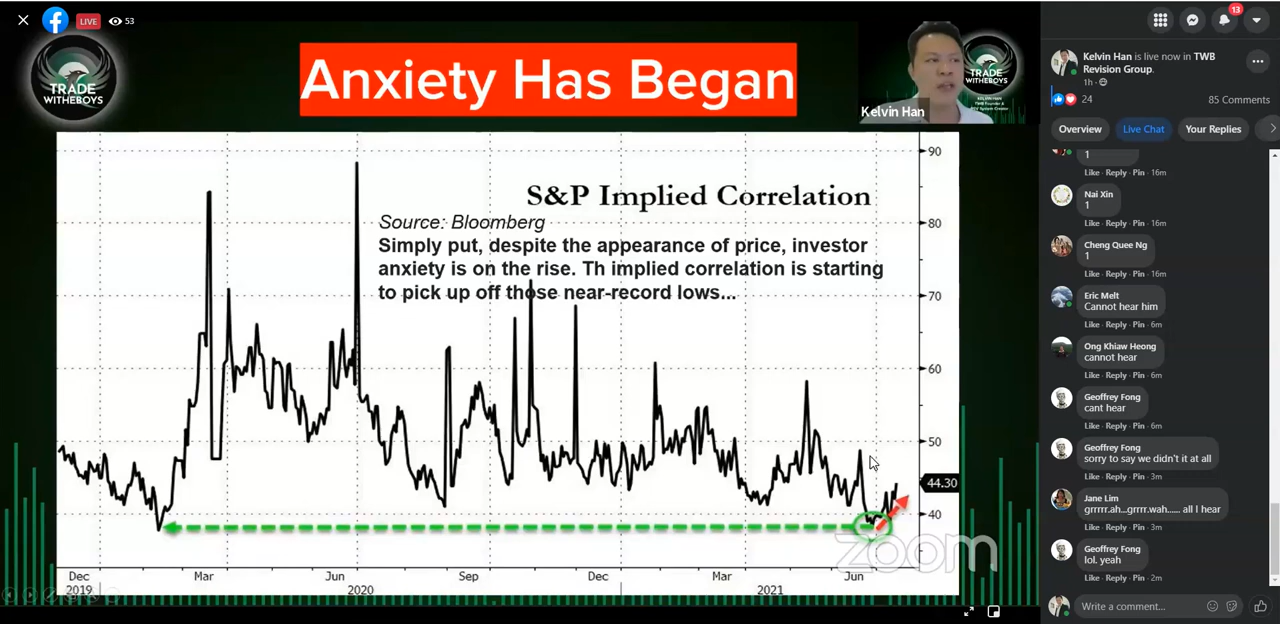 LIVE
53
TRADE
WITHEBOYS
Anxiety Has Began
TRADE
WITHEBOYS
Kelvin Han
S&P Implied Correlation
Source: Bloomberg
Simply put, despite the appearance of price, investor
anxiety is on the rise. Th implied correlation is starting
to pick up off those near-record lows...
90
80
70
60
50
44.30
40
zoom
Dec
Mar
Jun
Sep
Dec
Mar
Jun
2019
2020
2021
13
Kelvin Han is live now in TWB
Revision Group.
1h
24
85 Comments
Overview
Live Chat
Your Replies
1
Like · Reply · Pin · 16m
Nai Xin
1
Like · Reply · Pin · 16m
Cheng Quee Ng
1
Like · Reply · Pin · 16m
Eric Melt
Cannot hear him
Like · Reply · Pin · 6m
Ong Khiaw Heong
cannot hear
Like · Reply · Pin · 6m
Geoffrey Fong
cant hear
Like · Reply · Pin · 6m
Geoffrey Fong
sorry to say we didn't it at all
Like · Reply · Pin · 3m
Jane Lim
grrrrr.ah...grrrr.wah...... all I hear
Like · Reply · Pin · 3m
Geoffrey Fong
lol. yeah
Like · Reply · Pin · 2m
Write a comment...